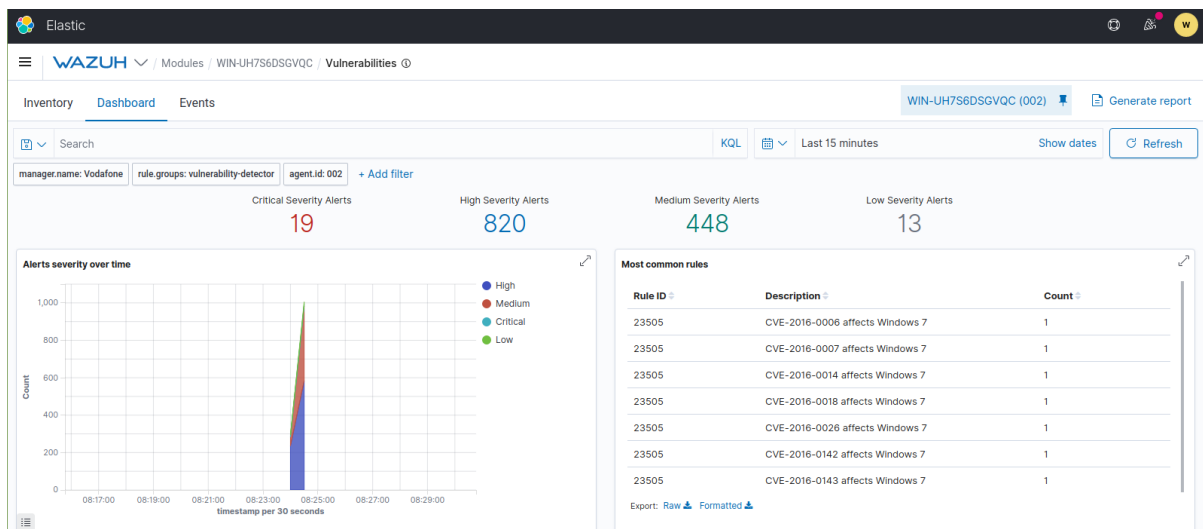 Elastic
W
WAZUH / Modules / WIN-UH7S6DSGVQC / Vulnerabilities
Inventory Dashboard Events WIN-UH7S6DSGVQC (002) Generate report
Search KQL Last 15 minutes Show dates Refresh
manager.name: Vodafone rule.groups: vulnerability-detector agent.id: 002 + Add filter
Critical Severity Alerts High Severity Alerts Medium Severity Alerts Low Severity Alerts
19 820 448 13
Alerts severity over time
High
Medium
Critical
Low
1,000
800
600
400
200
0
Count
08:17:00 08:19:00 08:21:00 08:23:00 08:25:00 08:27:00 08:29:00
timestamp per 30 seconds
Most common rules
Rule ID Description Count
23505 CVE-2016-0006 affects Windows 7 1
23505 CVE-2016-0007 affects Windows 7 1
23505 CVE-2016-0014 affects Windows 7 1
23505 CVE-2016-0018 affects Windows 7 1
23505 CVE-2016-0026 affects Windows 7 1
23505 CVE-2016-0142 affects Windows 7 1
23505 CVE-2016-0143 affects Windows 7 1
Export: Raw Formatted